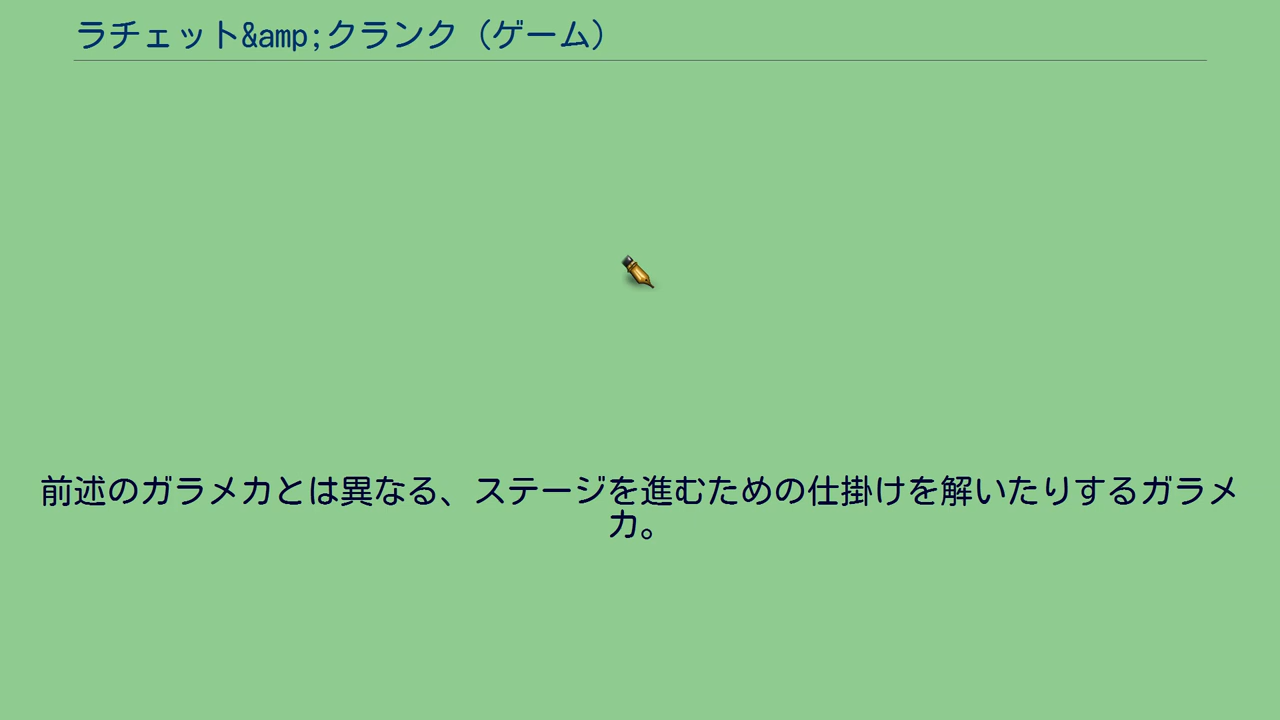 ラチェット&amp;クランク（ゲーム）
前述のガラメカとは異なる、ステージを進むための仕掛けを解いたりするガラメ
カ。